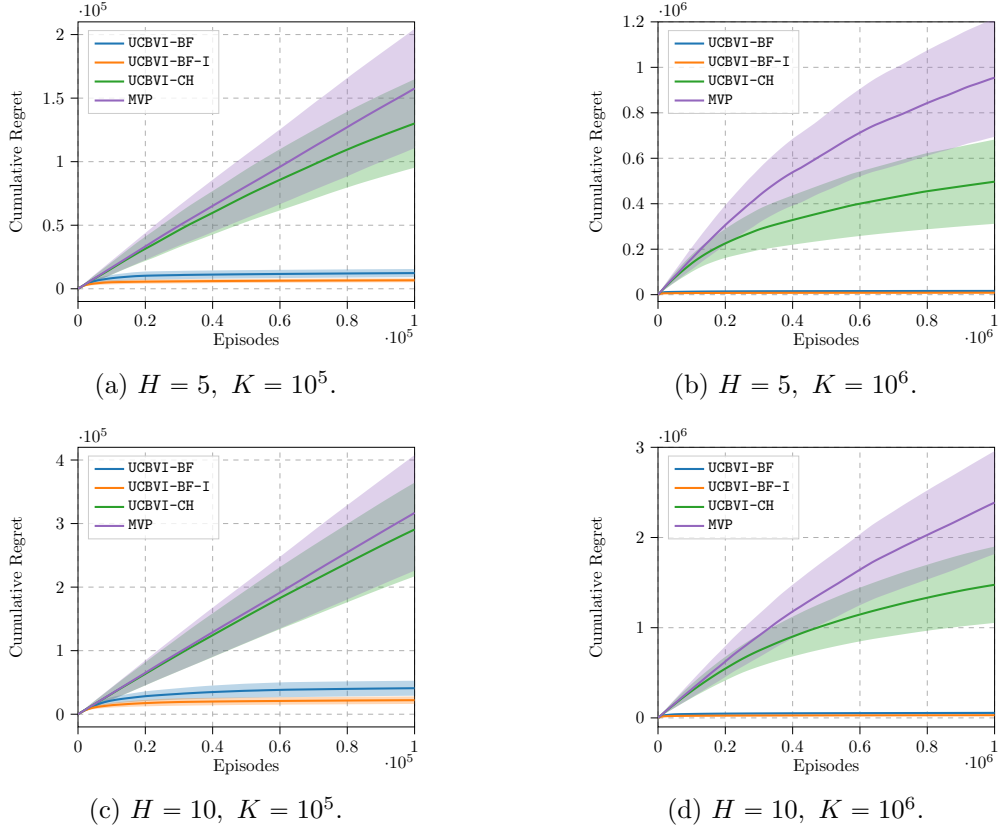 ·10^5
2
1.5
1
0.5
0
Cumulative Regret
UCBVI-BF
UCBVI-BF-I
UCBVI-CH
MVP
0 0.2 0.4 0.6 0.8 1
Episodes
·10^5
(a) H = 5, K = 10^5.
·10^6
1.2
1
0.8
0.6
0.4
0.2
0
Cumulative Regret
UCBVI-BF
UCBVI-BF-I
UCBVI-CH
MVP
0 0.2 0.4 0.6 0.8 1
Episodes
·10^6
(b) H = 5, K = 10^6.
·10^5
4
3
2
1
0
Cumulative Regret
UCBVI-BF
UCBVI-BF-I
UCBVI-CH
MVP
0 0.2 0.4 0.6 0.8 1
Episodes
·10^5
(c) H = 10, K = 10^5.
·10^6
3
2
1
0
Cumulative Regret
UCBVI-BF
UCBVI-BF-I
UCBVI-CH
MVP
0 0.2 0.4 0.6 0.8 1
Episodes
·10^6
(d) H = 10, K = 10^6.